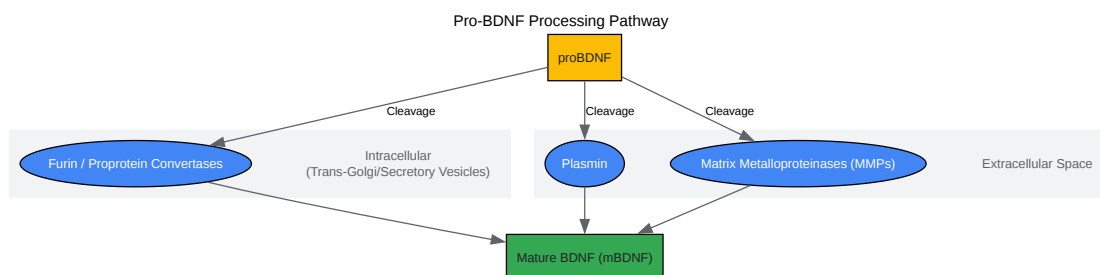 Pro-BDNF Processing Pathway
proBDNF
Cleavage
Cleavage
Cleavage
Furin / Proprotein Convertases
Intracellular
(Trans-Golgi/Secretory Vesicles)
Plasmin
Matrix Metalloproteinases (MMPs)
Extracellular Space
Mature BDNF (mBDNF)